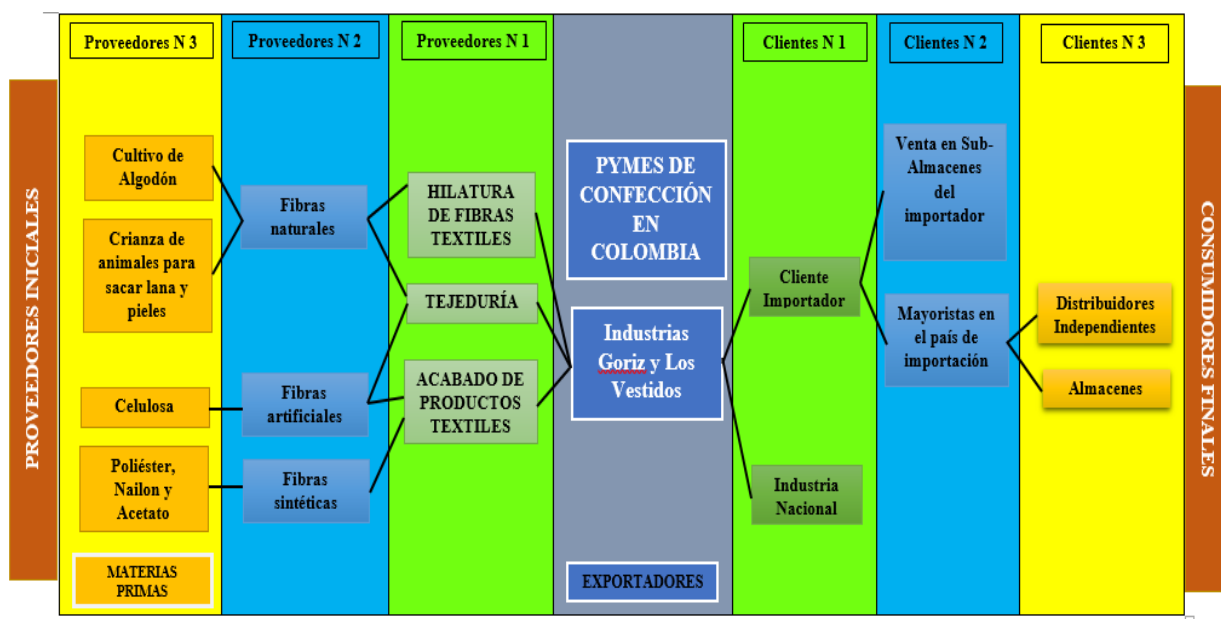 PROVEEDORES INICIALES
Proveedores N 3
Cultivo de
Algodón
Crianza de
animales para
sacar lana y
pieles
Celulosa
Poliéster,
Nailon y
Acetato
MATERIAS
PRIMAS
Proveedores N 2
Fibras
naturales
Fibras
artificiales
Fibras
sintéticas
Proveedores N 1
HILATURA
DE FIBRAS
TEXTILES
TEJEDURÍA
ACABADO DE
PRODUCTOS
TEXTILES
PYMES DE
CONFECCIÓN
EN
COLOMBIA
Industrias
Goriz y Los
Vestidos
EXPORTADORES
Clientes N 1
Cliente
Importador
Industria
Nacional
Clientes N 2
Venta en Sub-
Almacenes
del
importador
Mayoristas en
el país de
importación
Clientes N 3
Distribuidores
Independientes
Almacenes
CONSUMIDORES FINALES